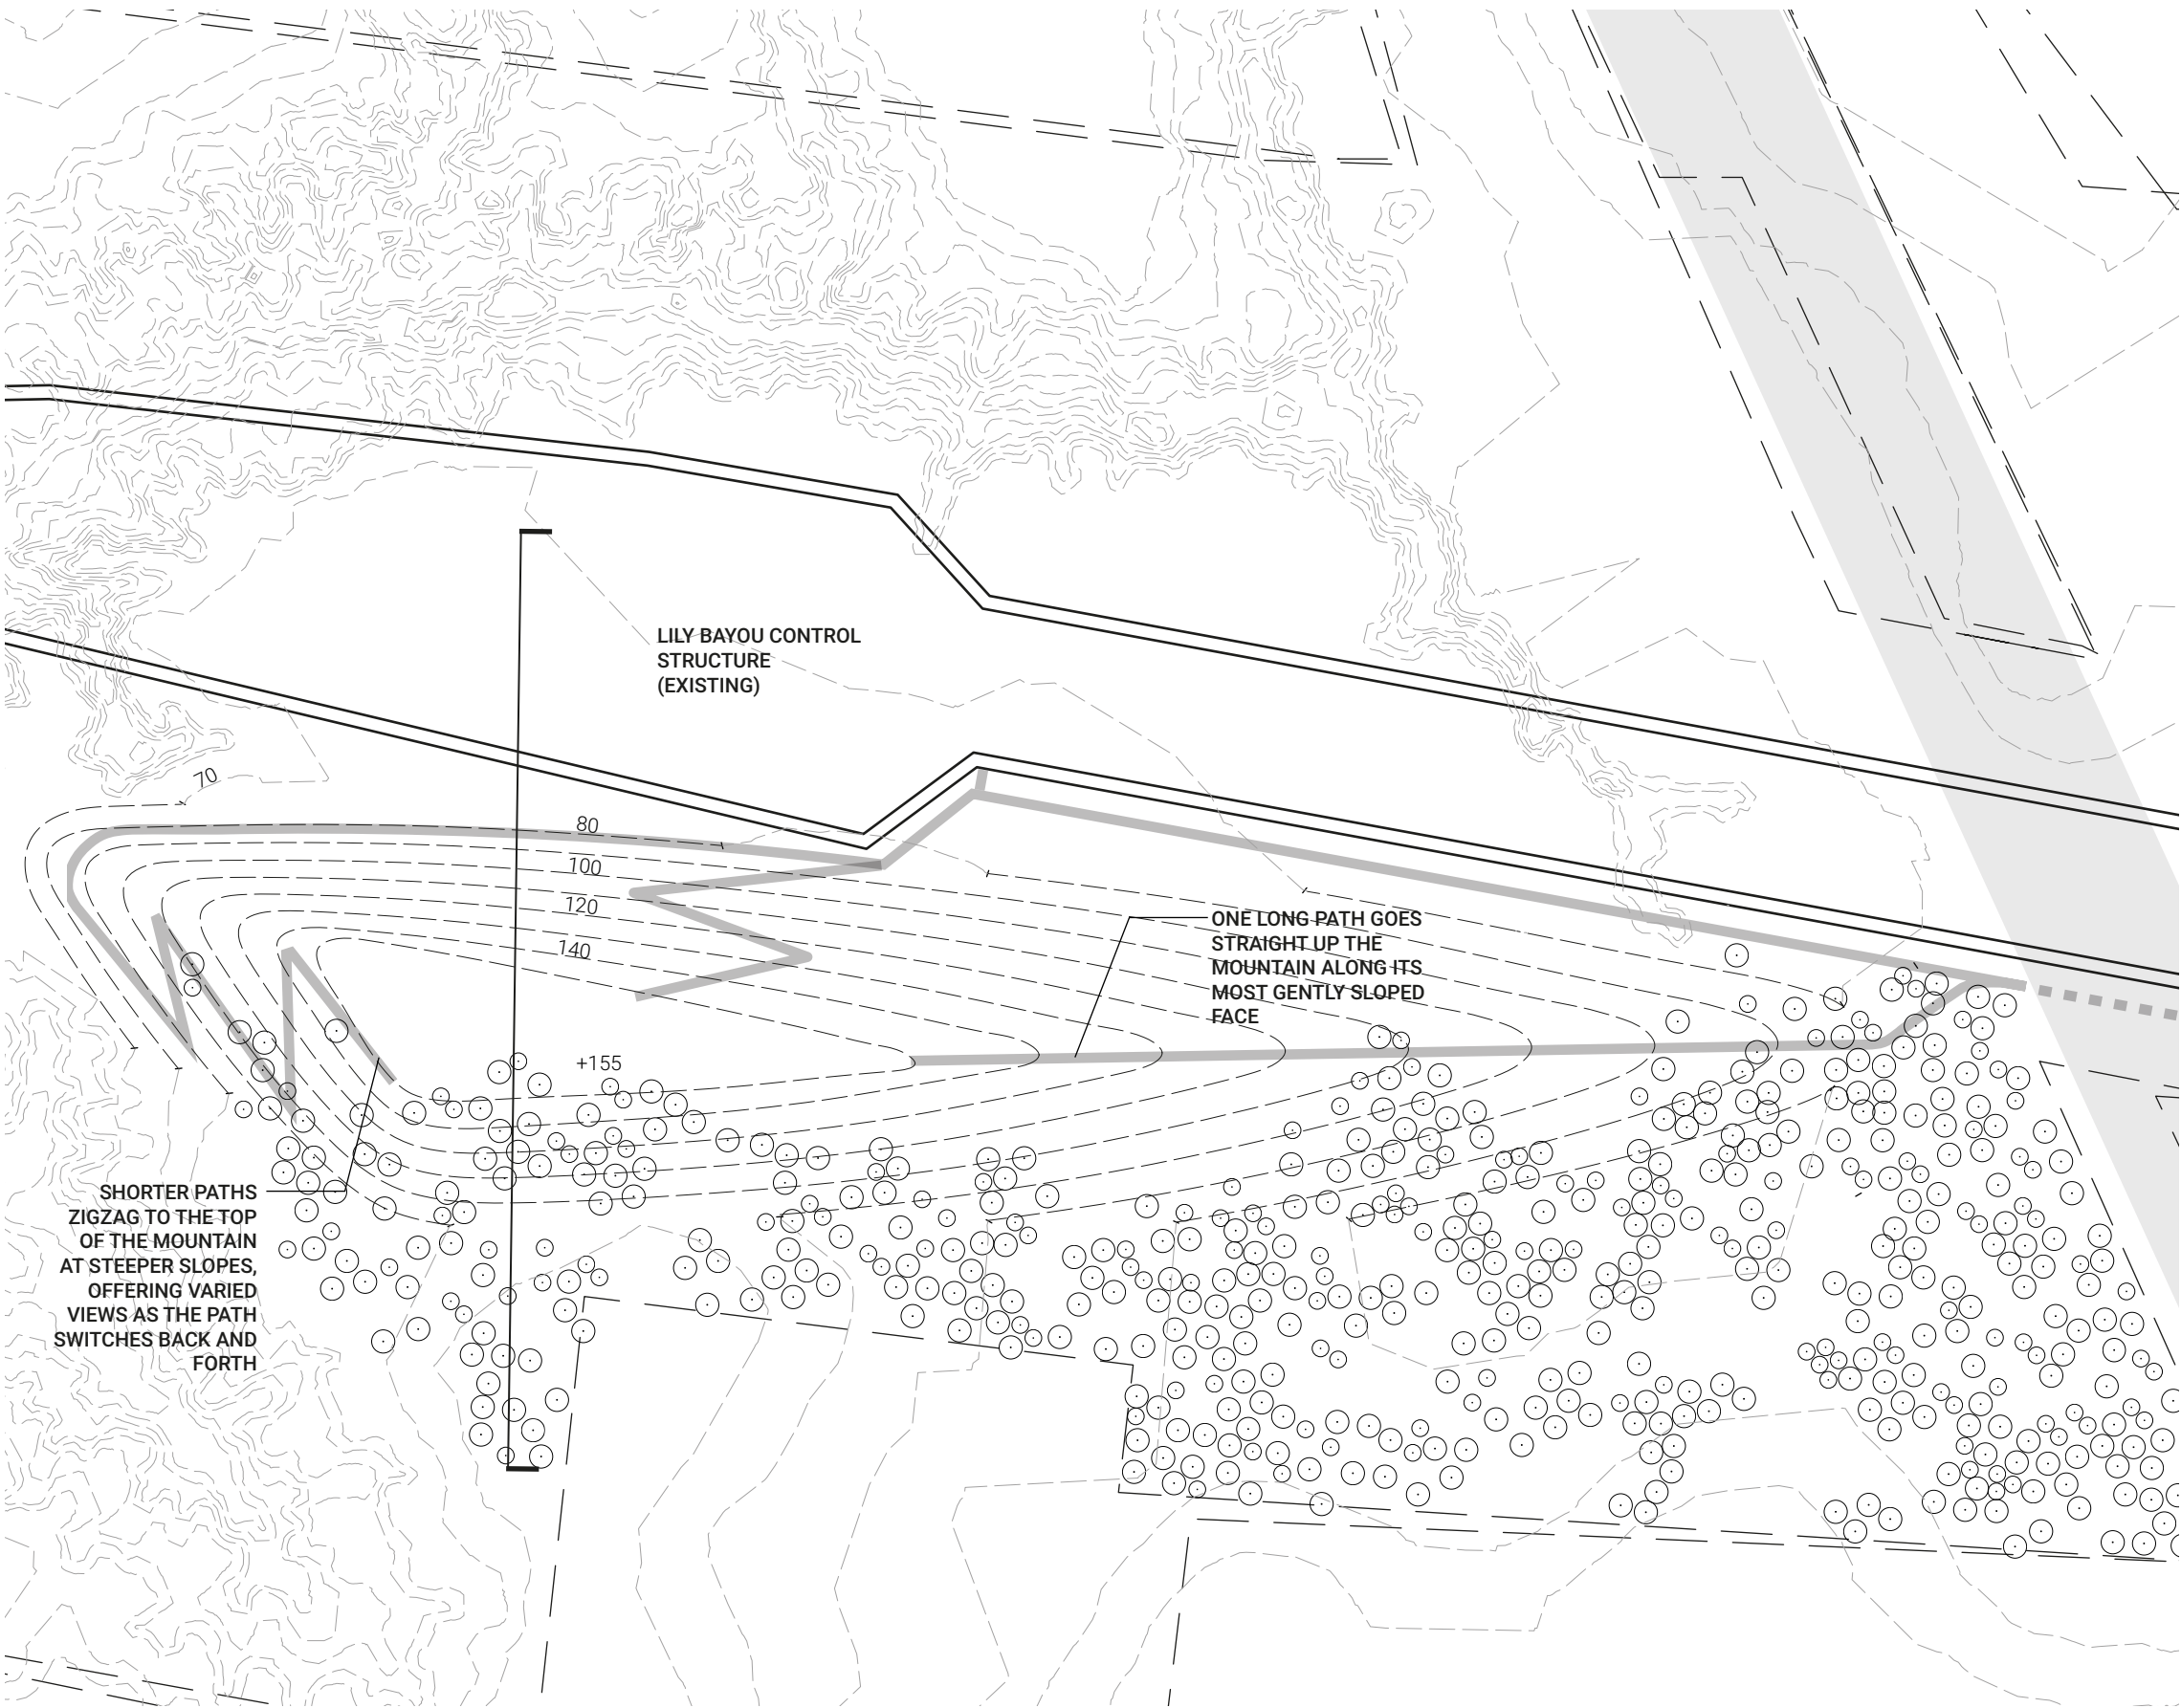 LILY BAYOU CONTROL
STRUCTURE
(EXISTING)
70
80
100
120
140
+155
ONE LONG PATH GOES
STRAIGHT UP THE
MOUNTAIN ALONG ITS
MOST GENTLY SLOPED
FACE
SHORTER PATHS
ZIGZAG TO THE TOP
OF THE MOUNTAIN
AT STEEPER SLOPES,
OFFERING VARIED
VIEWS AS THE PATH
SWITCHES BACK AND
FORTH